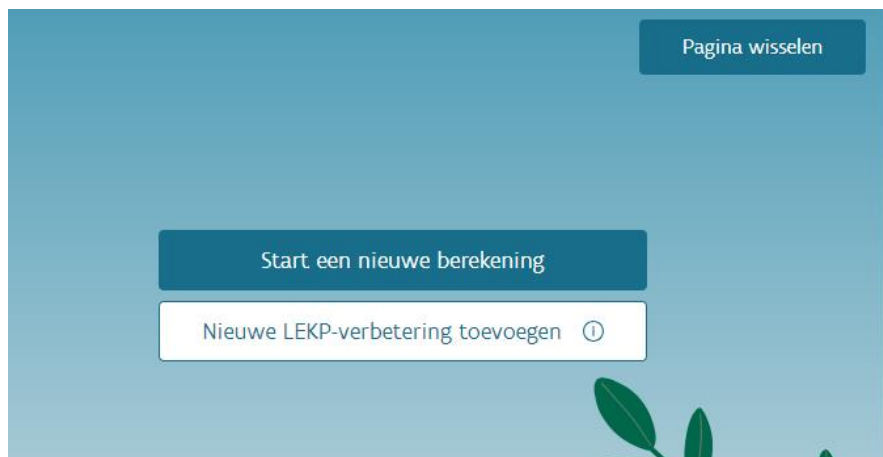 Pagina wisselen
Start een nieuwe berekening
Nieuwe LEKP-verbetering toevoegen